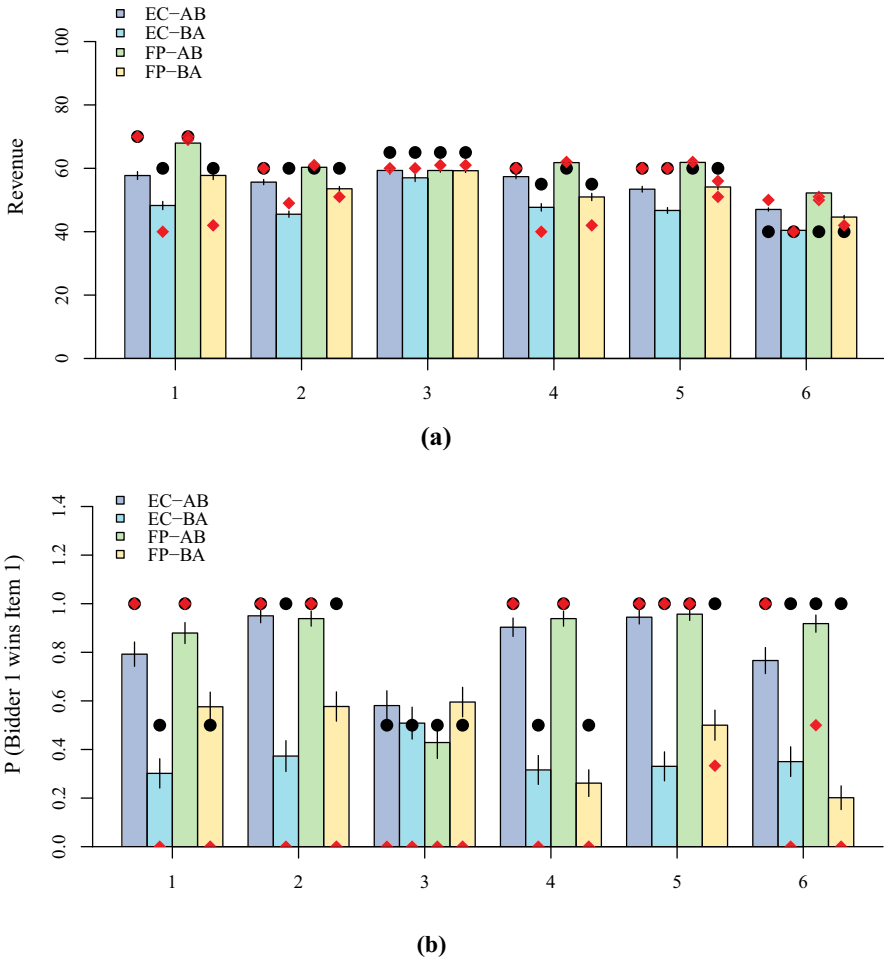 EC−AB
EC−BA
FP−AB
FP−BA
Revenue
100
80
60
40
20
0
1 2 3 4 5 6
(a)
EC−AB
EC−BA
FP−AB
FP−BA
P (Bidder 1 wins Item 1)
1.4
1.2
1.0
0.8
0.6
0.4
0.2
0.0
1 2 3 4 5 6
(b)